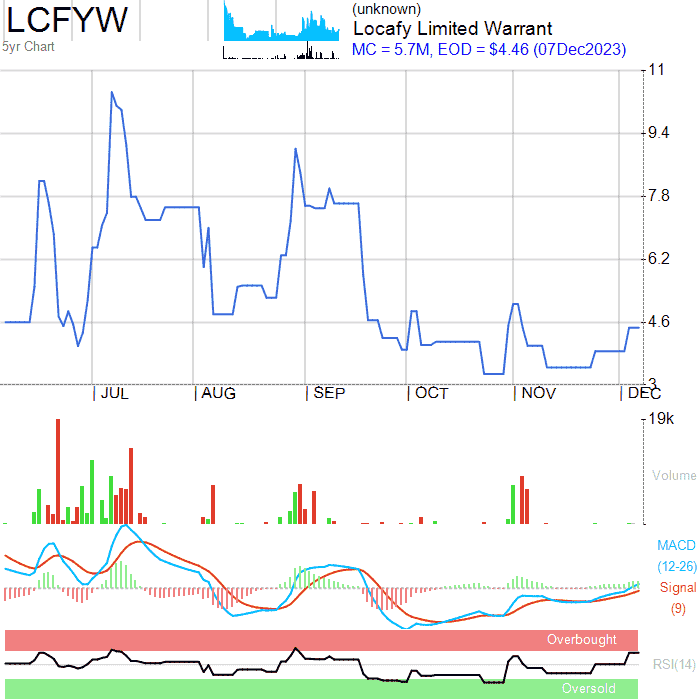 LCFYW
5yr Chart
(unknown)
Locafy Limited Warrant
MC = 5.7M, EOD = $4.46 (07Dec2023)
11
9.4
7.8
6.2
4.6
3
JUL AUG SEP OCT NOV DEC
19k
Volume
MACD
(12-26)
Signal
(9)
Overbought
RSI(14)
Oversold